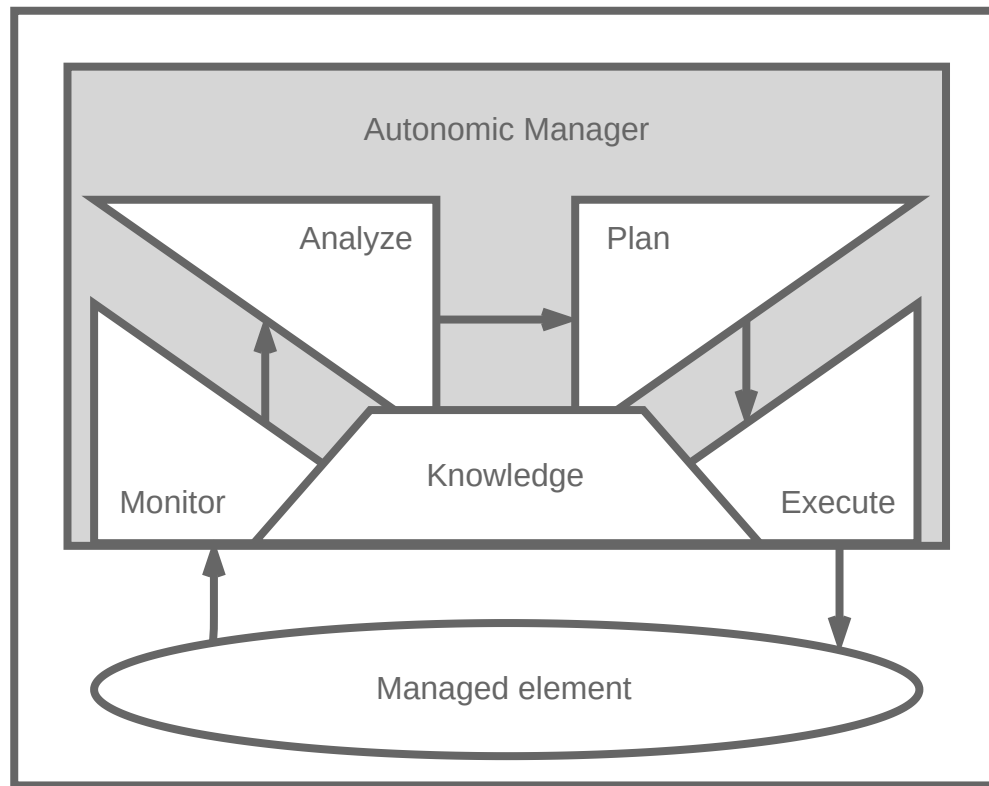 Autonomic Manager
Analyze
Plan
Monitor
Knowledge
Execute
Managed element